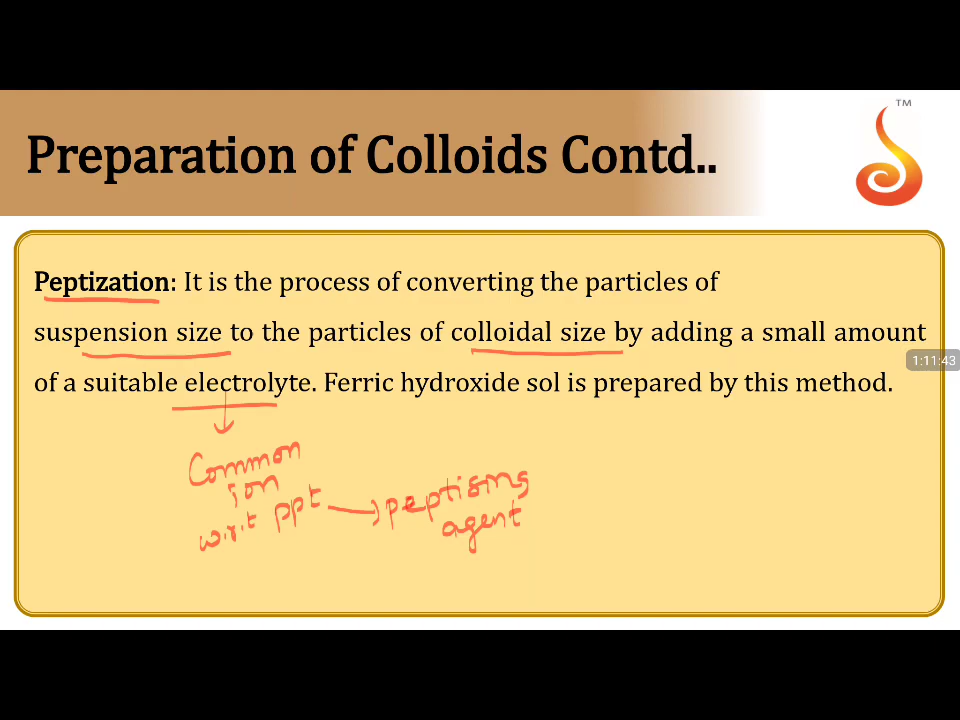 TM
Preparation of Colloids Contd..
Peptization: It is the process of converting the particles of
suspension size to the particles of colloidal size by adding a small amount
1:11:43
of a suitable electrolyte. Ferric hydroxide sol is prepared by this method.
Common
ion
w.r.t ppt → peptising
agent